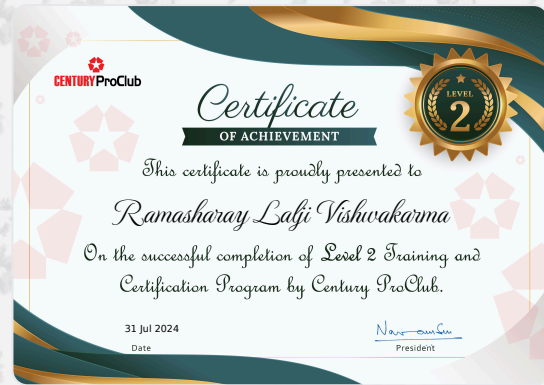 CENTURY ProClub
LEVEL
2
Certificate
OF ACHIEVEMENT
This certificate is proudly presented to
Ramasharay Lalji Vishwakarma
On the successful completion of Level 2 Training and
Certification Program by Century ProClub.
31 Jul 2024
Date
President